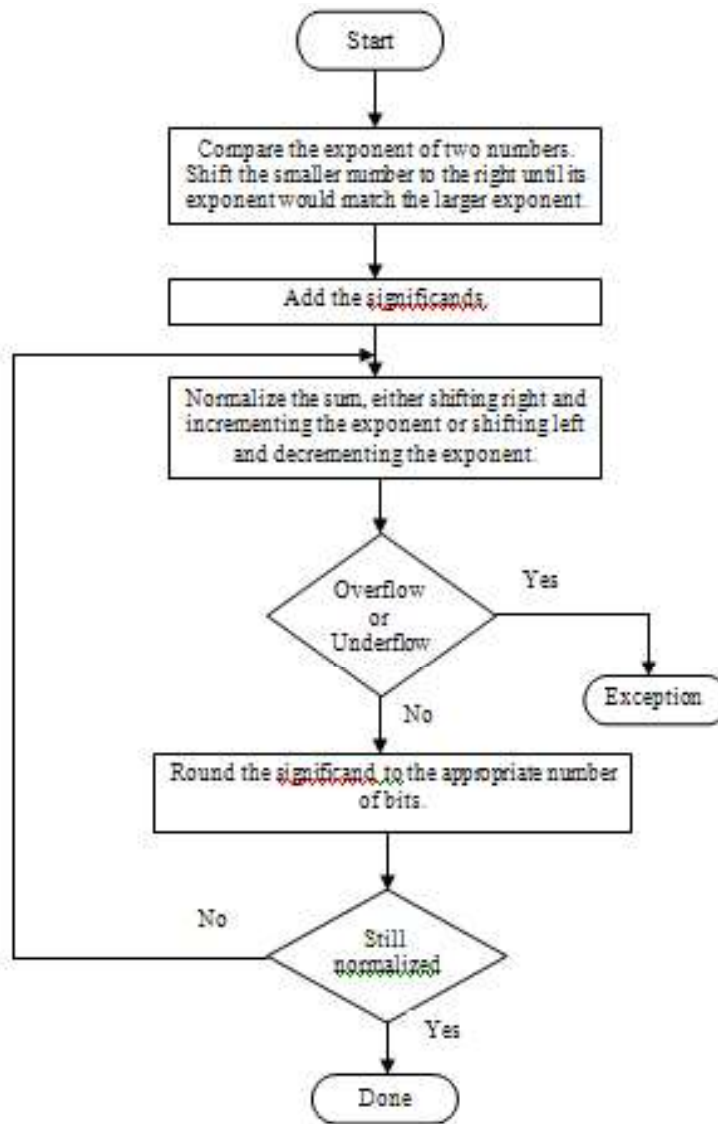 Start
Compare the exponent of two numbers.
Shift the smaller number to the right until its
exponent would match the larger exponent.
Add the significands.
Normalize the sum, either shifting right and
incrementing the exponent or shifting left
and decrementing the exponent.
Overflow
or
Underflow
Yes
Exception
No
Round the significand to the appropriate number
of bits.
No
Still
normalized
Yes
Done